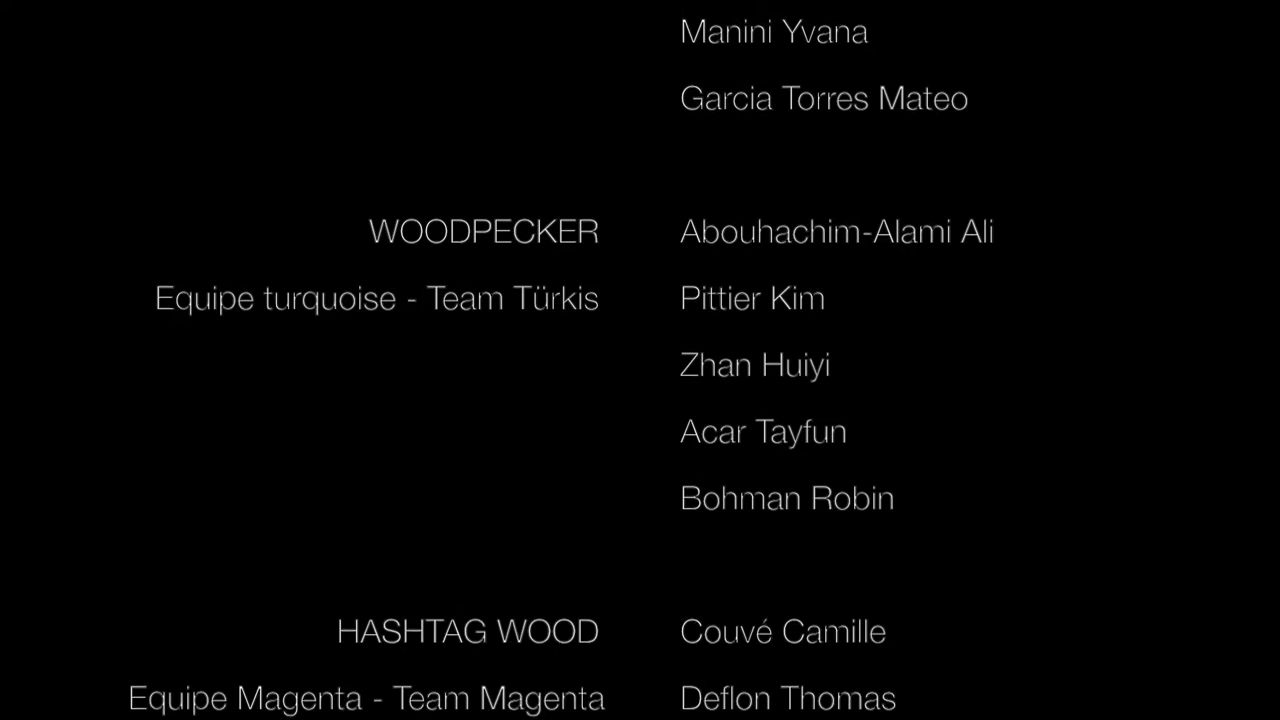 Manini Yvana
Garcia Torres Mateo
WOODPECKER Abouhachim-Alami Ali
Equipe turquoise - Team Türkis Pittier Kim
Zhan Huiyi
Acar Tayfun
Bohman Robin
HASHTAG WOOD Couvé Camille
Equipe Magenta - Team Magenta Deflon Thomas